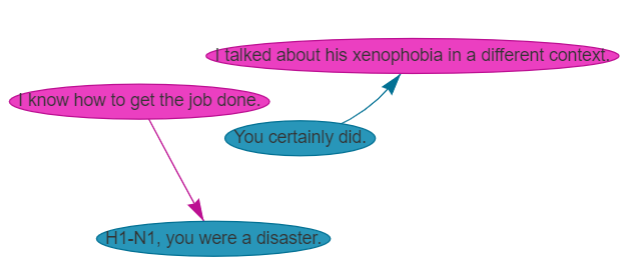 I talked about his xenophobia in a different context.
I know how to get the job done.
You certainly did.
H1-N1, you were a disaster.